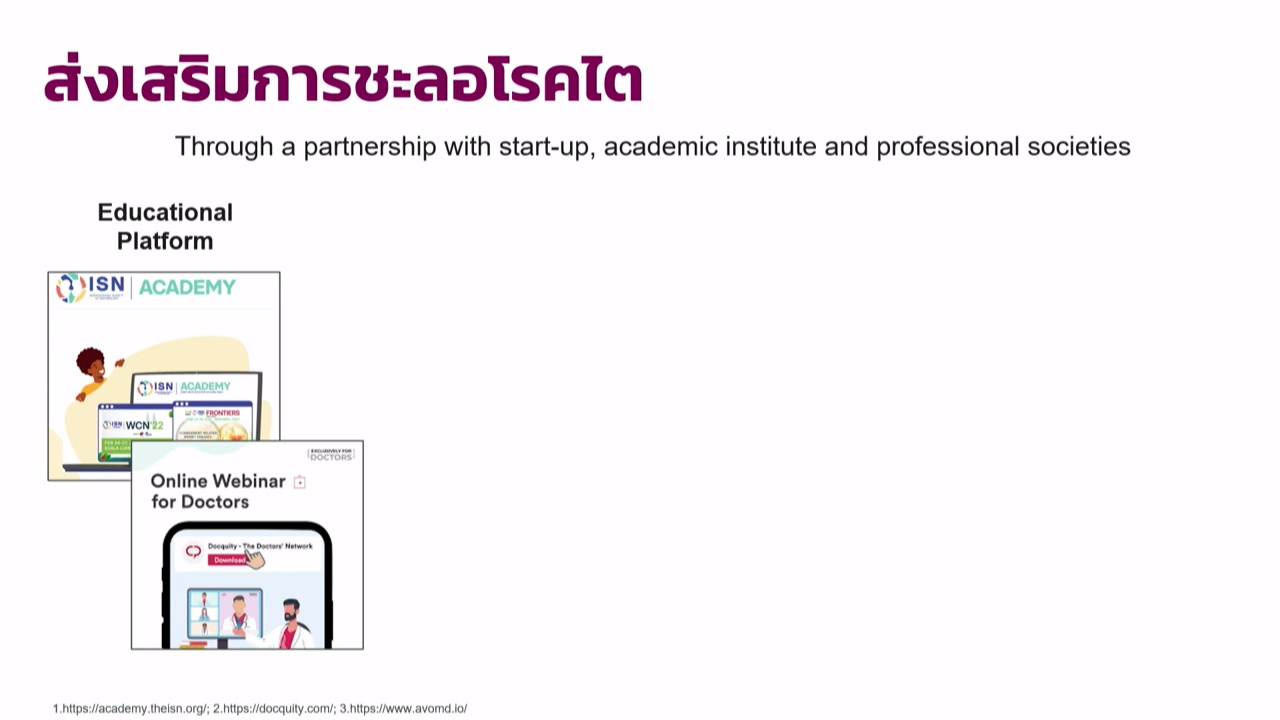 ส่งเสริมการชะลอโรคไต
Through a partnership with start-up, academic institute and professional societies
Educational
Platform
ISN ACADEMY
ISN ACADEMY
ISN WCN'22
FRONTIERS
[EXCLUSIVELY FOR
DOCTORS]
Online Webinar
for Doctors
Docquity - The Doctors' Network
Download
1.https://academy.theisn.org/; 2.https://docquity.com/; 3.https://www.avomd.io/